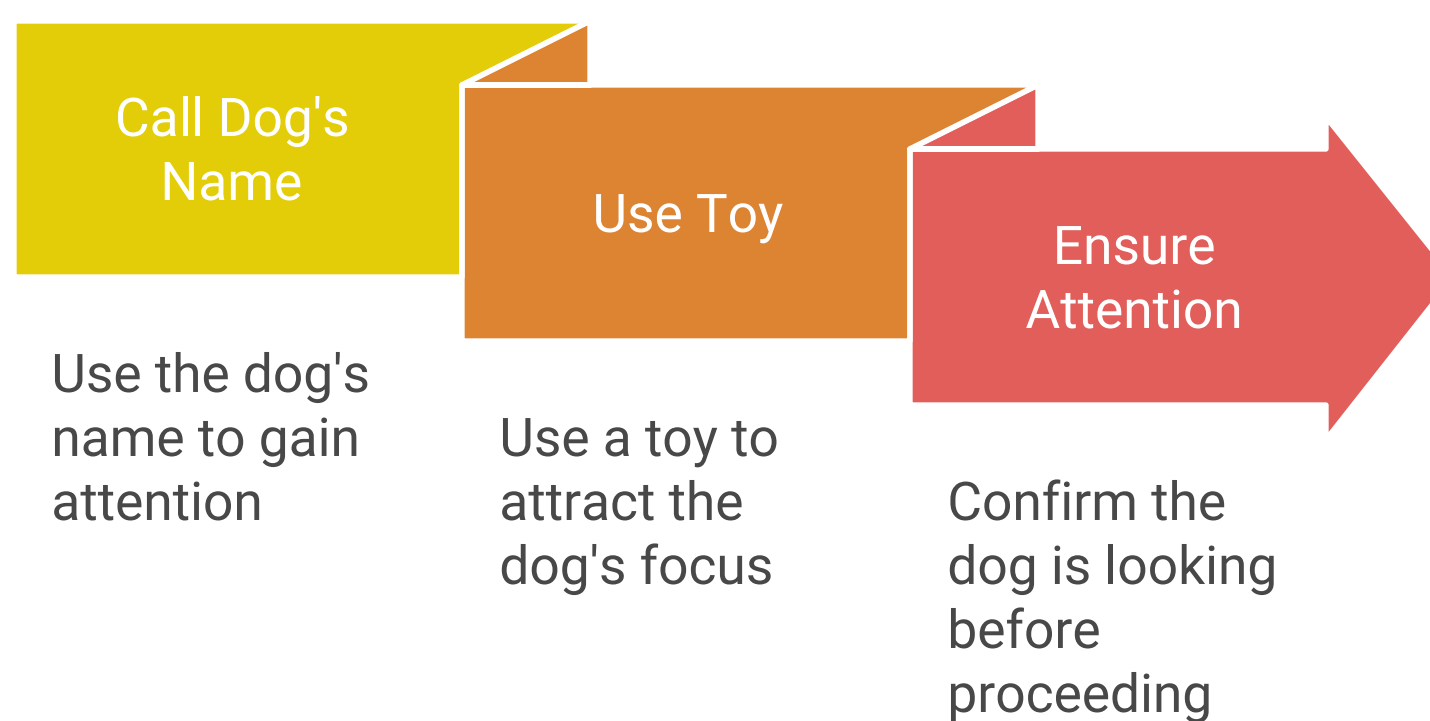 Call Dog's
Name
Use the dog's
name to gain
attention
Use Toy
Use a toy to
attract the
dog's focus
Ensure
Attention
Confirm the
dog is looking
before
proceeding